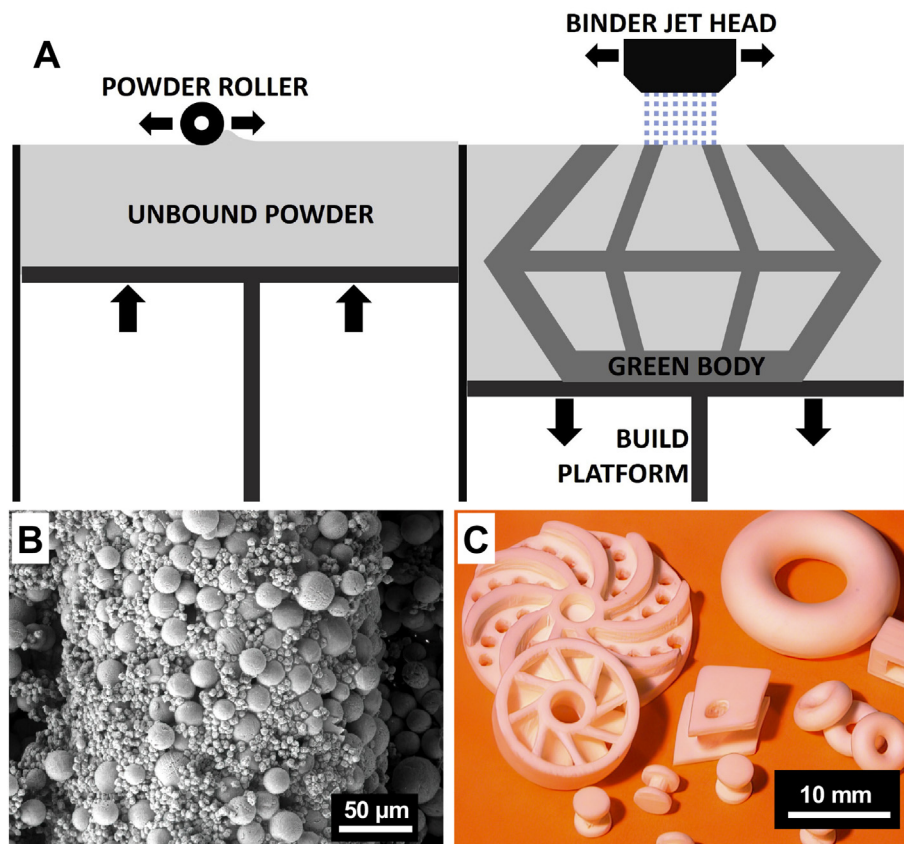 A
POWDER ROLLER
BINDER JET HEAD
UNBOUND POWDER
GREEN BODY
BUILD
PLATFORM
B
50 µm
C
10 mm